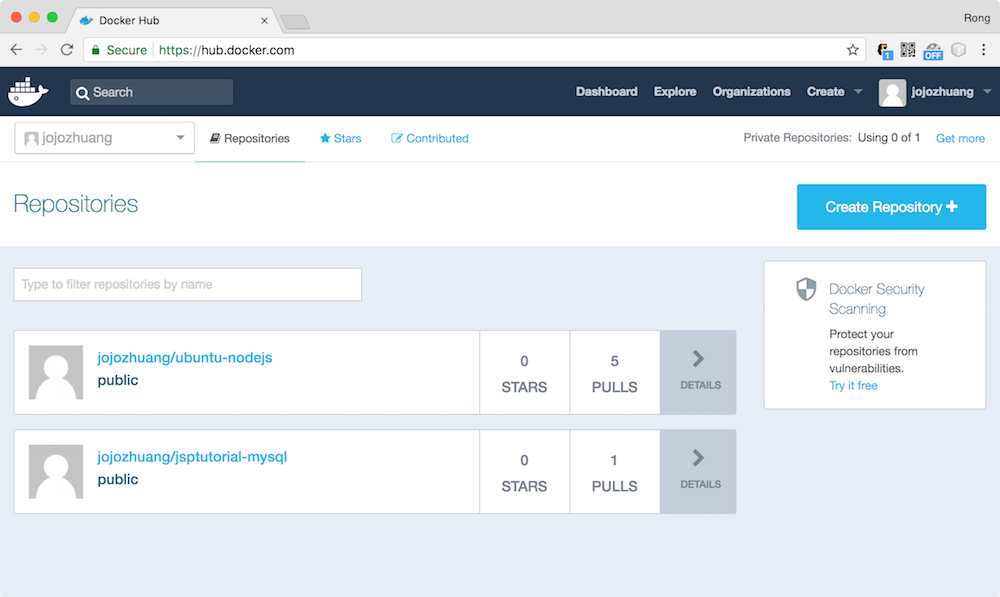 Docker Hub
Rong
Secure https://hub.docker.com
1
OFF
Search
Dashboard Explore Organizations Create jojozhuang
jojozhuang Repositories Stars Contributed Private Repositories: Using 0 of 1 Get more
Repositories
Create Repository
Type to filter repositories by name
Docker Security
Scanning
Protect your
repositories from
vulnerabilities.
Try it free
jojozhuang/ubuntu-nodejs
public
0
STARS
5
PULLS
DETAILS
jojozhuang/jsptutorial-mysql
public
0
STARS
1
PULLS
DETAILS